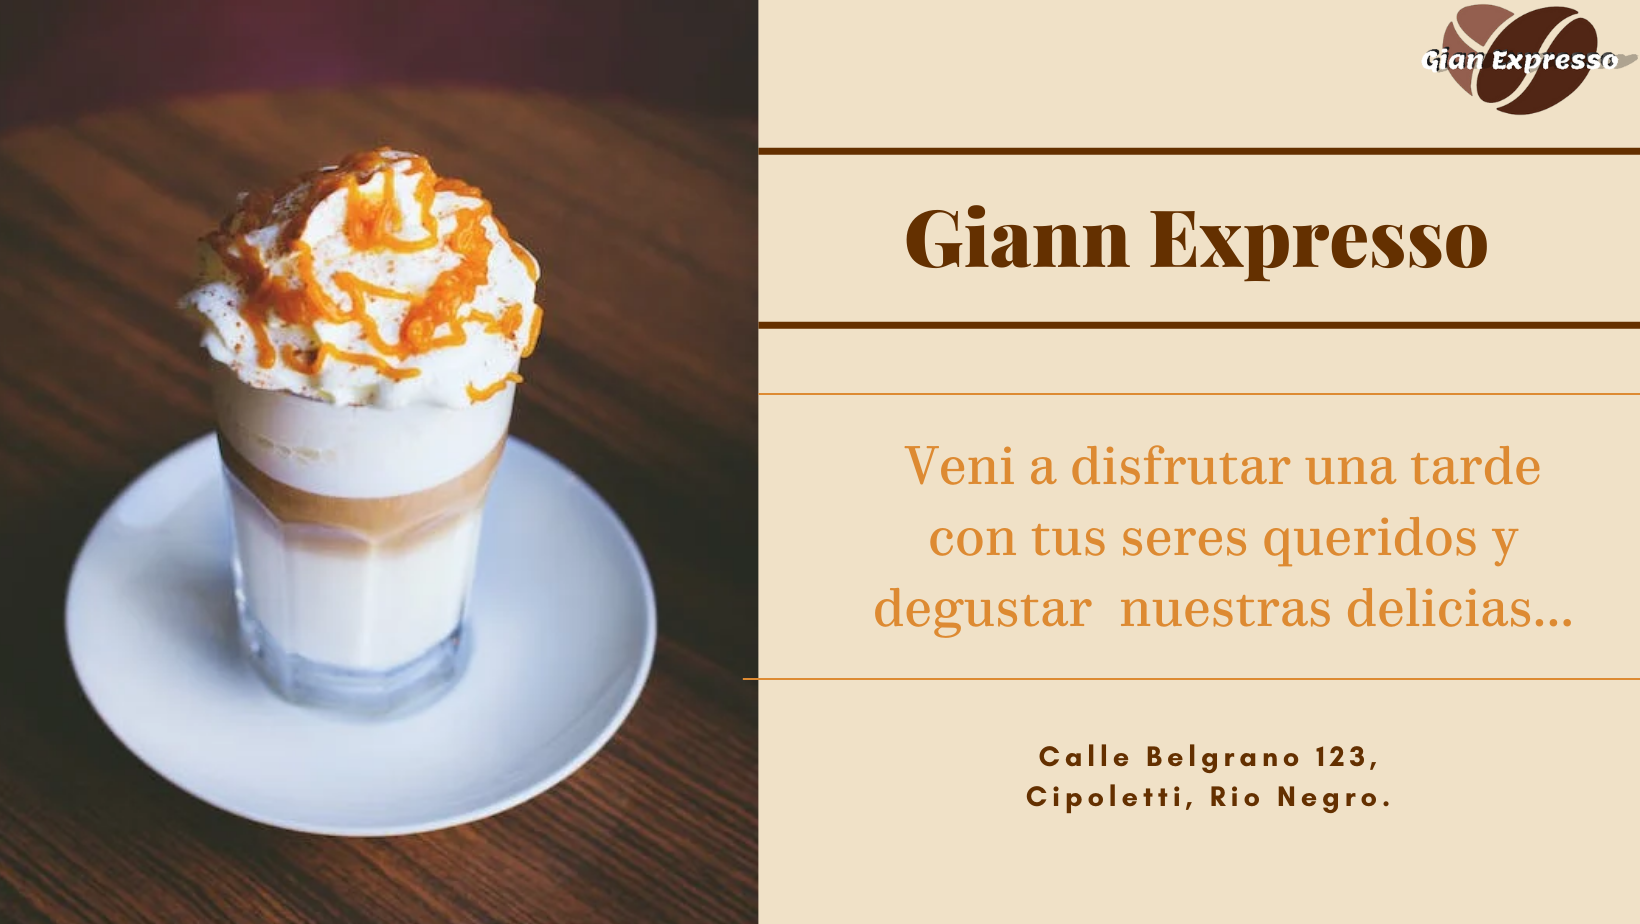 Gian Expresso
Giann Expresso
Veni a disfrutar una tarde
con tus seres queridos y
degustar  nuestras delicias...
Calle Belgrano 123,
Cipoletti, Rio Negro.